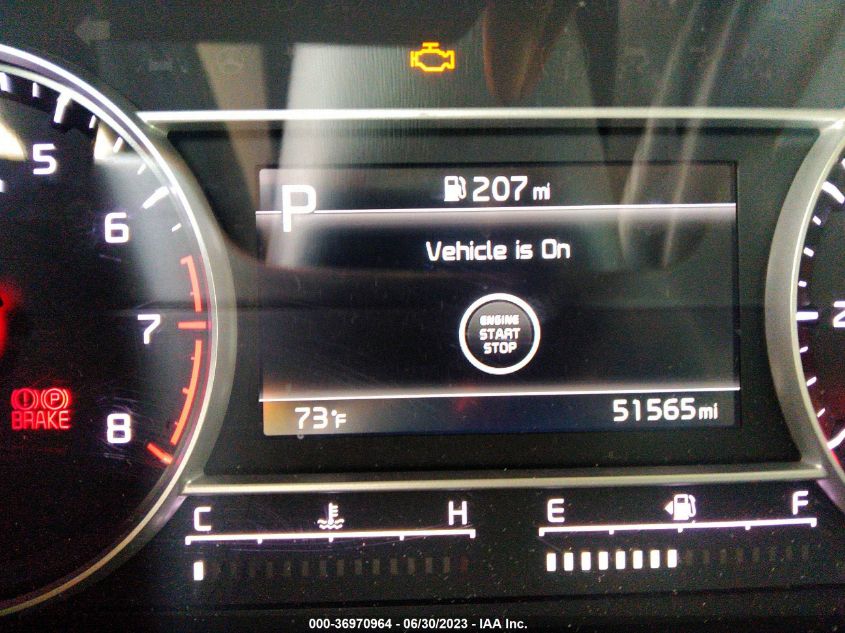 5
6
7
8
BRAKE
P
207 mi
Vehicle is On
ENGINE
START
STOP
73°F
51565 mi
C H
E F
000-36970964 - 06/30/2023 - IAA Inc.